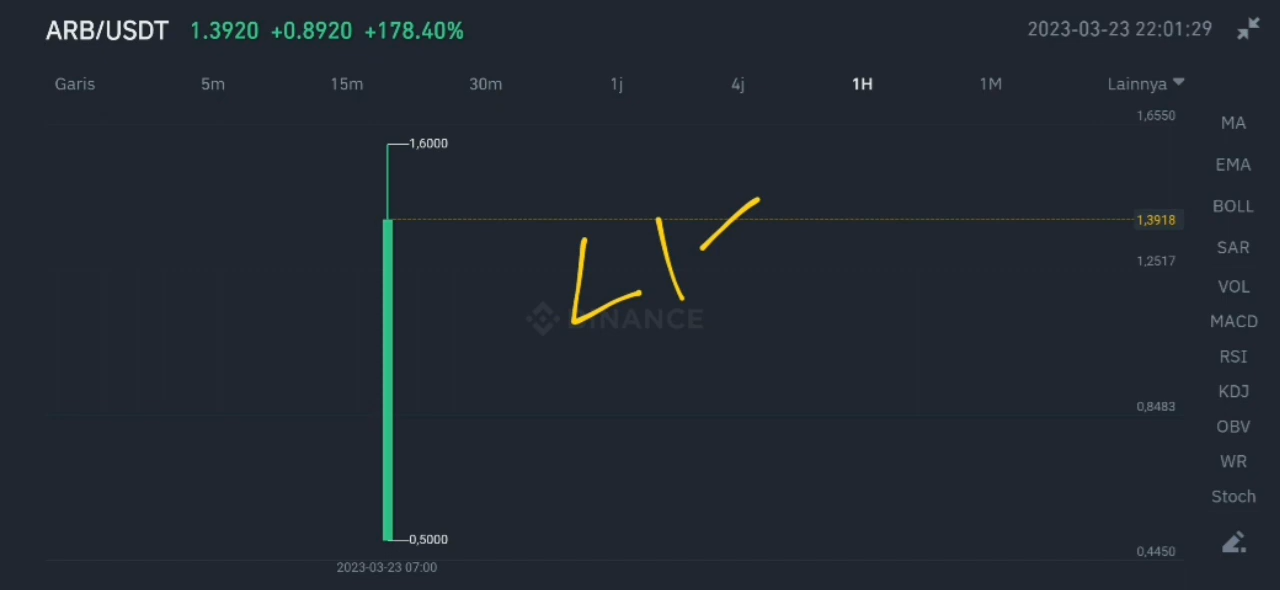 ARB/USDT 1.3920 +0.8920 +178.40% 2023-03-23 22:01:29
Garis 5m 15m 30m 1j 4j 1H 1M Lainnya
1,6550
MA
1,6000
EMA
BOLL
1,3918
SAR
1,2517
VOL
BINANCE
MACD
RSI
KDJ
0,8483
OBV
WR
Stoch
0,5000
0,4450
2023-03-23 07:00